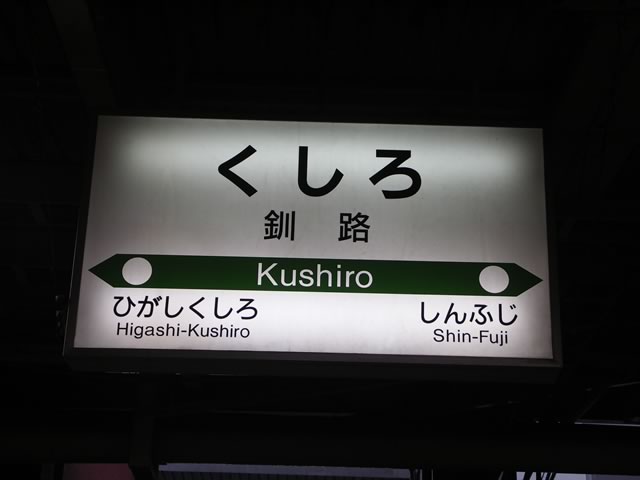 くしろ
釧路
Kushiro
ひがしくしろ
Higashi-Kushiro
しんふじ
Shin-Fuji